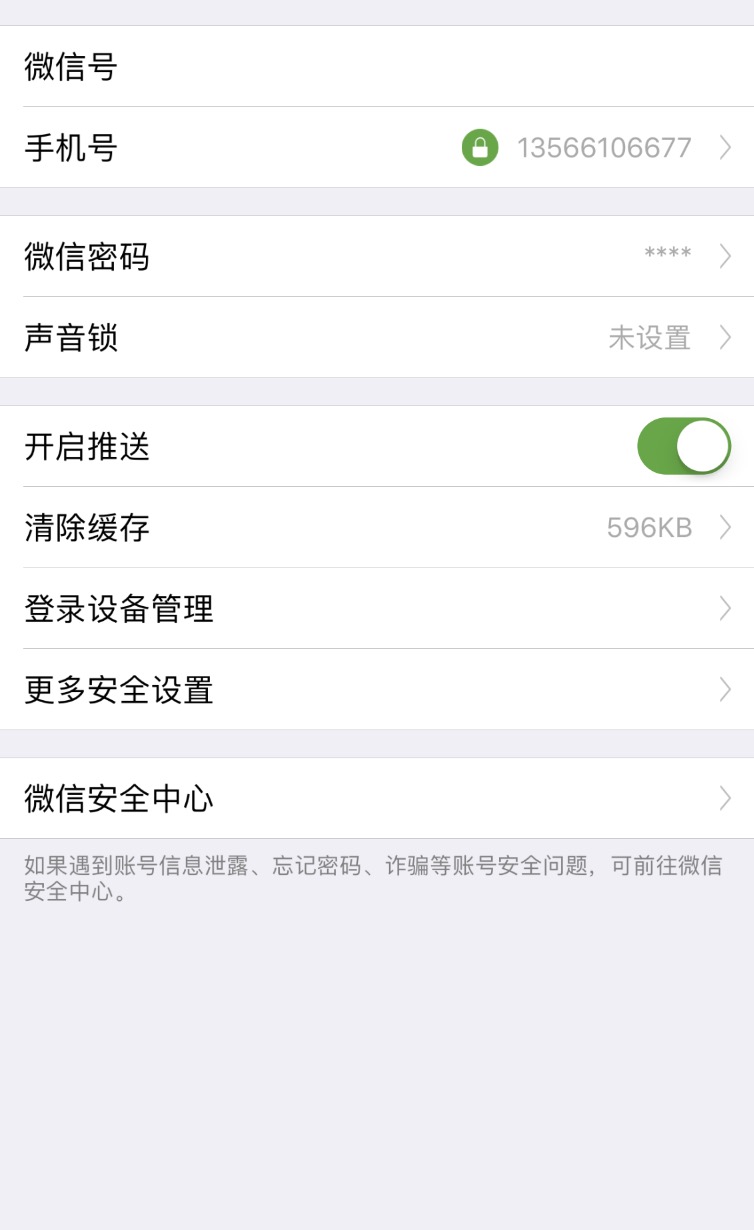 微信号
手机号 13566106677
微信密码 ****
声音锁 未设置
开启推送
清除缓存 596KB
登录设备管理
更多安全设置
微信安全中心
如果遇到账号信息泄露、忘记密码、诈骗等账号安全问题，可前往微信
安全中心。